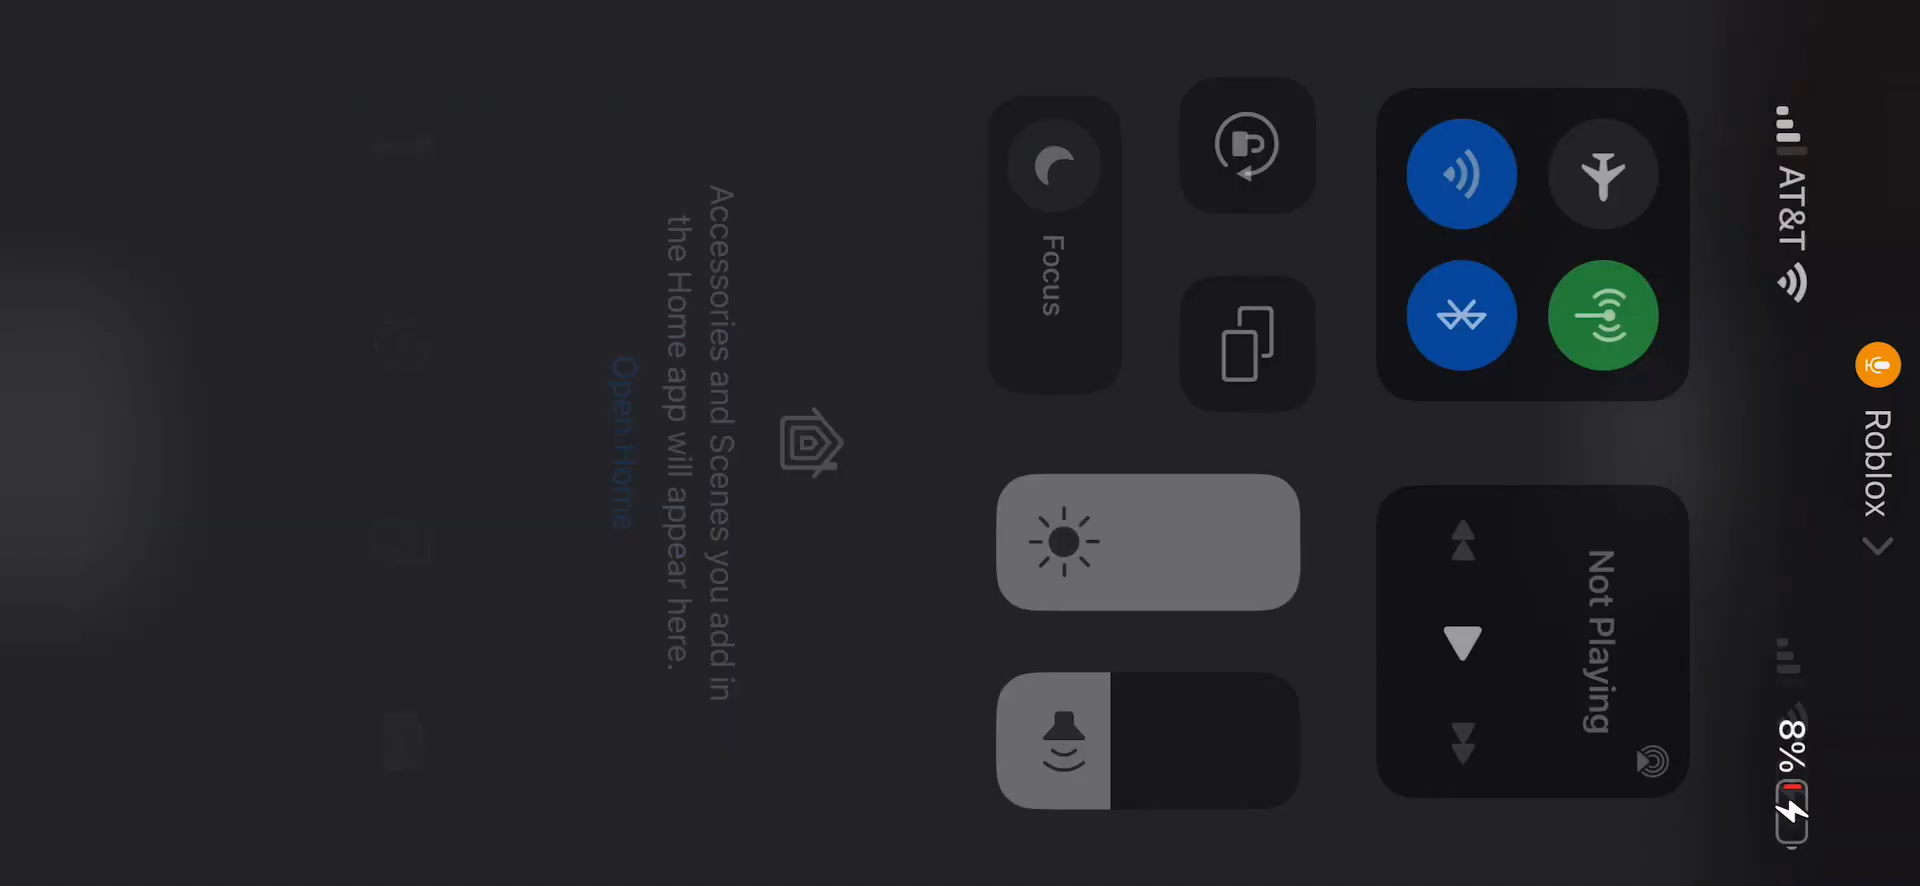 Roblox
AT&T
8%
Not Playing
Focus
Accessories and Scenes you add in
the Home app will appear here.
Open Home